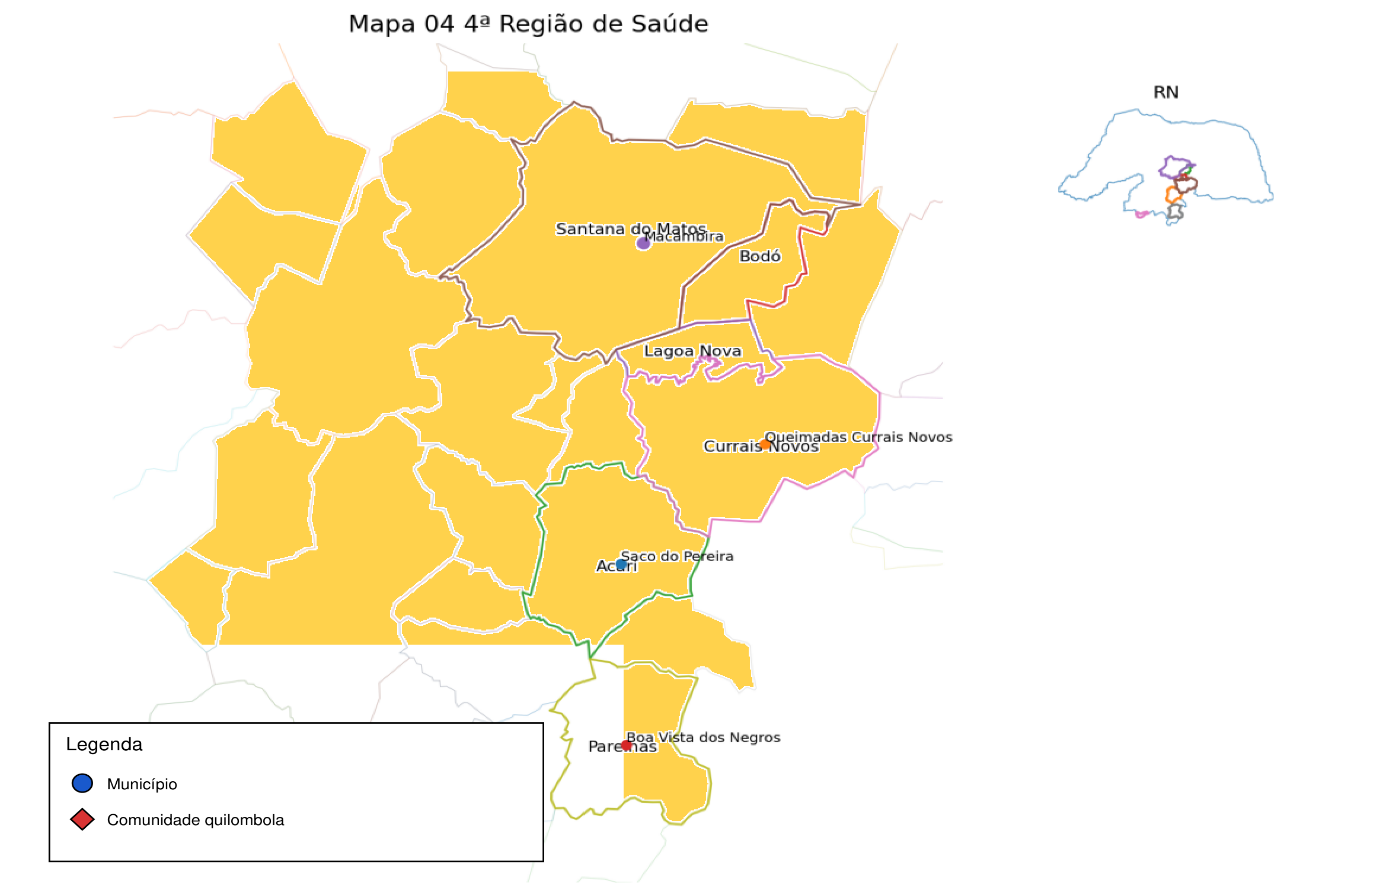 Mapa 04 4ª Região de Saúde
RN
Santana do Matos
Macambira
Bodó
Lagoa Nova
Queimadas Currais Novos
Currais Novos
Saco do Pereira
Acari
Boa Vista dos Negros
Parelhas
Legenda
Município
Comunidade quilombola